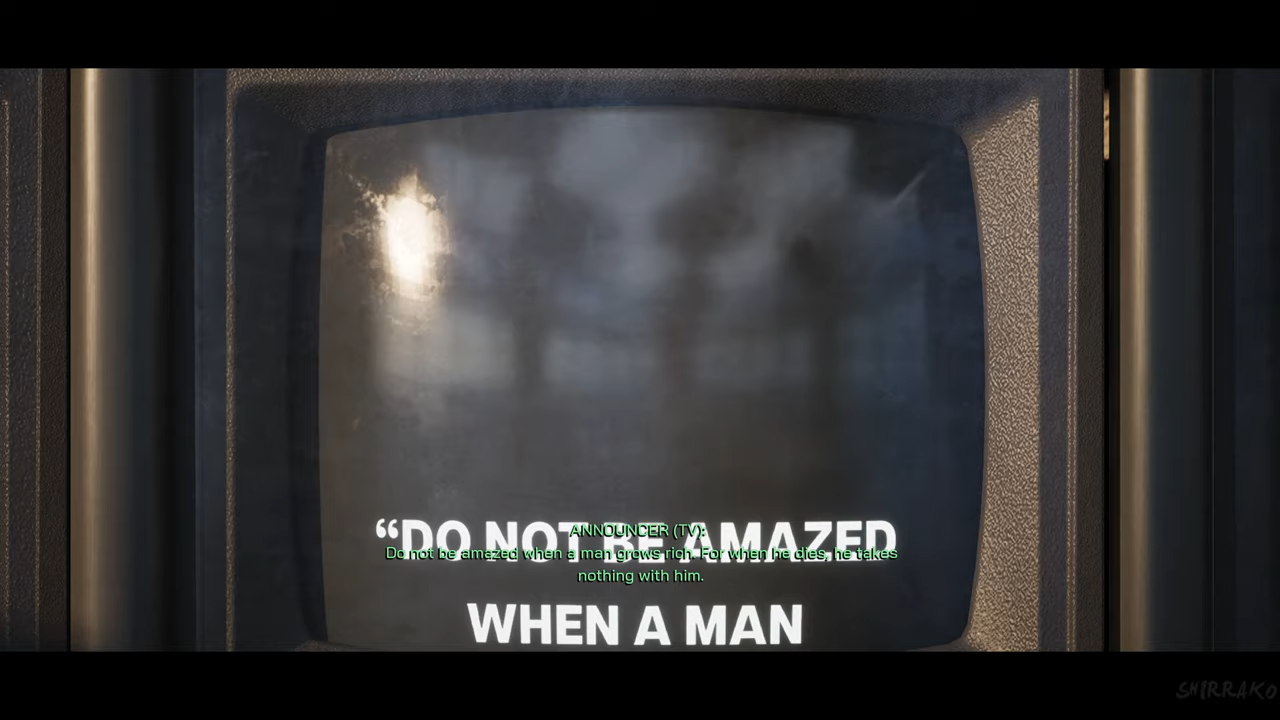 “DO NOT BE AMAZED
ANNOUNCER (TV):
Do not be amazed when a man grows rich. For when he dies, he takes
nothing with him.
WHEN A MAN
SHIRRAKO